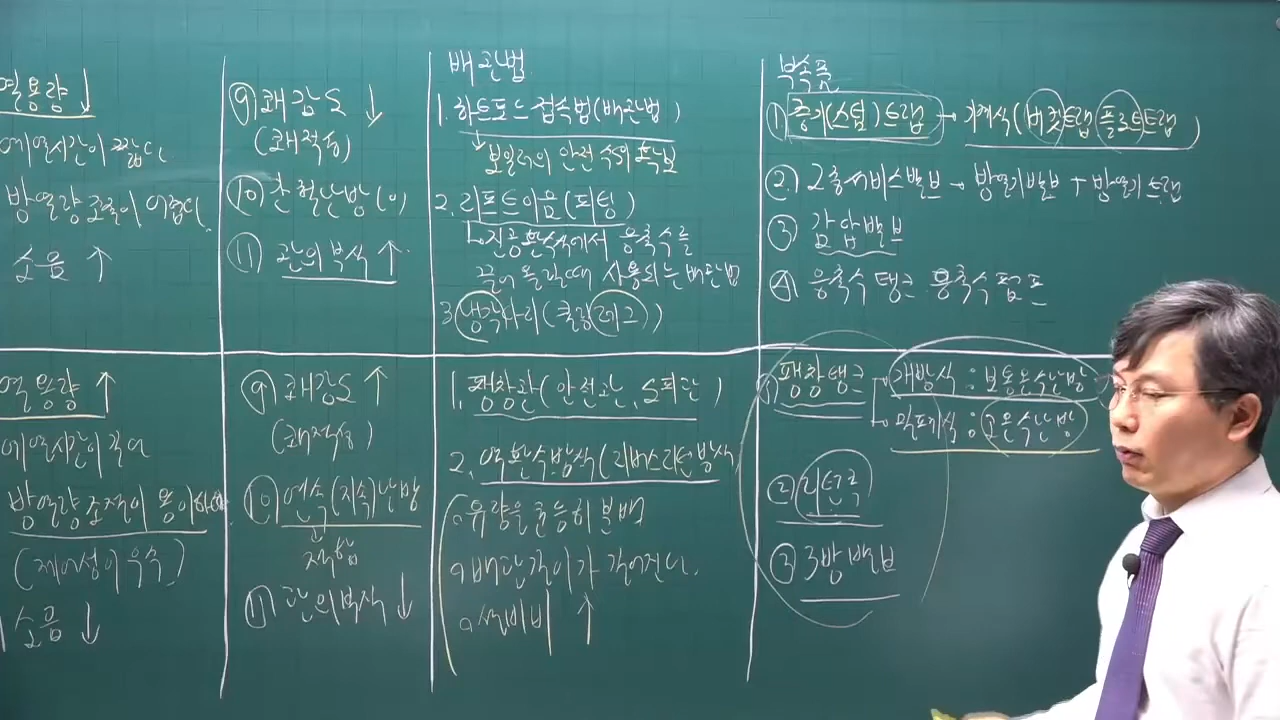 열용량 ↓
예열시간이 짧다.
방열량 조절이 어렵다.
소음 ↑
⑨ 쾌감도 ↓
(쾌적성)
⑩ 간헐난방(이)
⑪ 관의 부식 ↑
배관법
1. 하트포드 접속법(배관법)
↳ 보일러의 안전수위 확보
2. 리프트이음(피팅)
↳ 진공환수식에서 응축수를
끌어올릴때 사용되는 배관법
3. 냉각다리(쿨링레그)
부속품
① 증기(스팀)트랩 → 기계식(버킷트랩 플로트트랩)
② 2중서비스밸브 → 방열기밸브 + 방열기트랩
③ 감압밸브
④ 응축수탱크 응축수펌프
열용량 ↑
예열시간이 길다
방열량 조절이 용이하다
(제어성이 우수)
소음 ↓
⑨ 쾌감도 ↑
(쾌적성)
⑩ 연속(지속)난방
⑪ 관의 부식 ↓
1. 팽창관(안전관, 도피관)
2. 역환수방식(리버스리턴방식
유량을 균등히 분배
배관길이가 길어진다.
설비비 ↑
① 팽창탱크
개방식 : 보통온수난방
밀폐식 : 고온수난방
② 리턴콕
③ 3방밸브